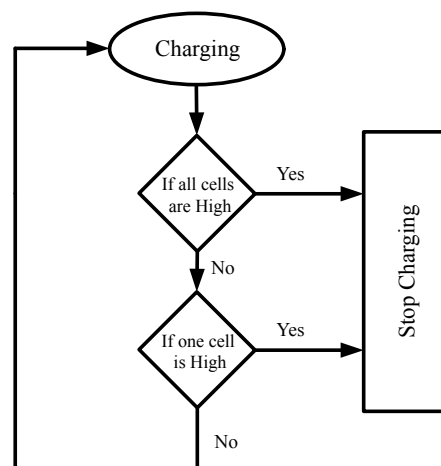 Charging
If all cells
are High
Yes
No
If one cell
is High
Yes
No
Stop Charging